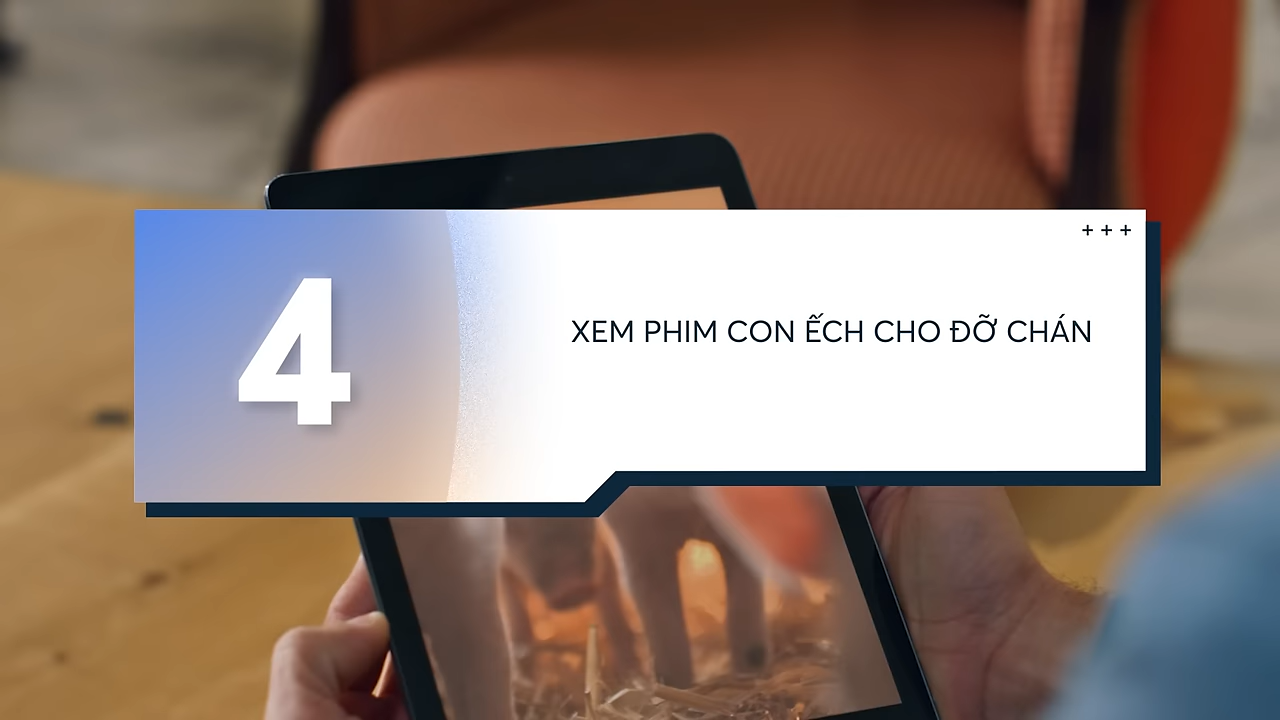 + + +
4
XEM PHIM CON ẾCH CHO ĐỠ CHÁN